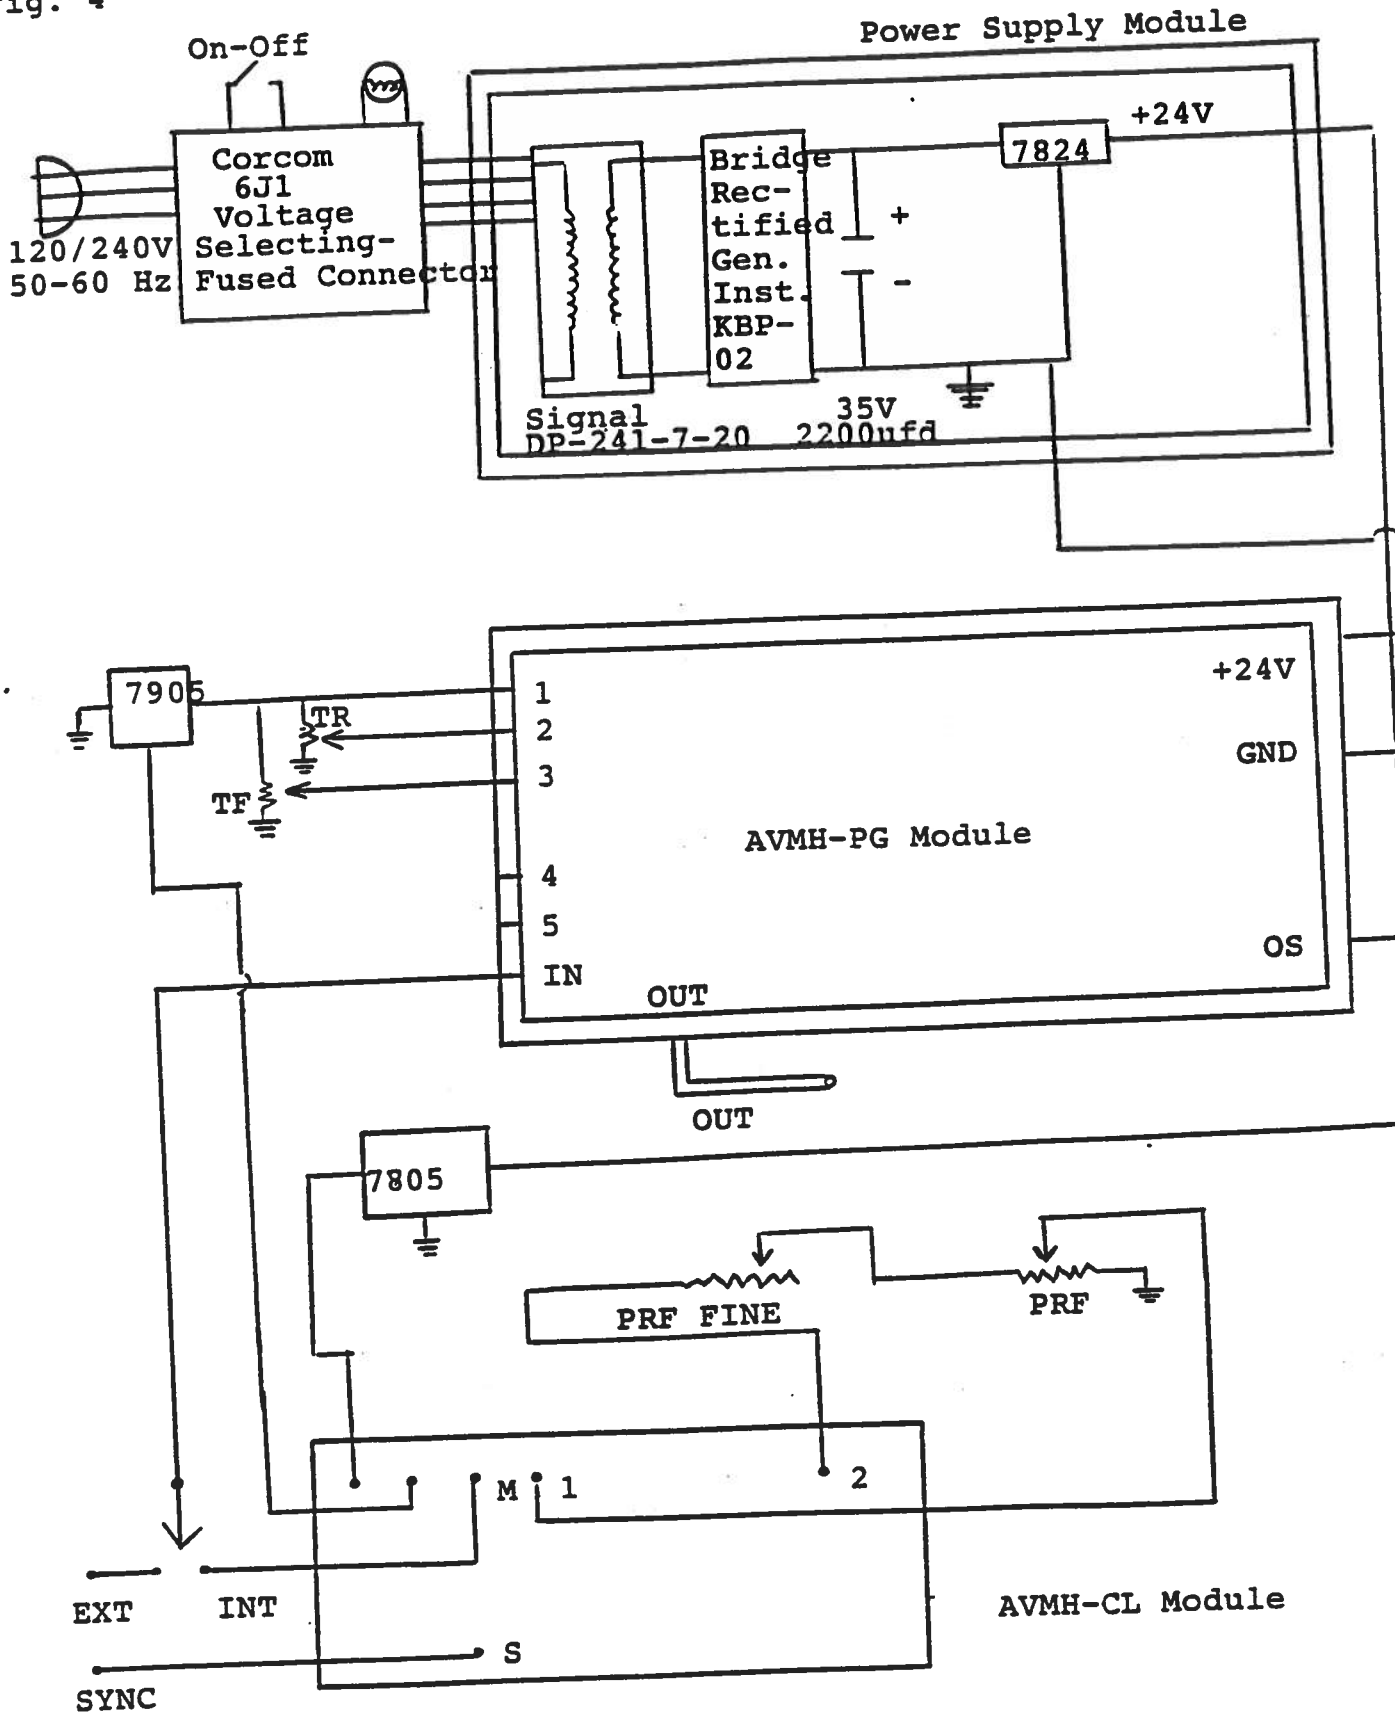 Fig. 4
Power Supply Module
On-Off
+24V
Corcom
6J1
Voltage
Selecting-
Fused Connector
120/240V
50-60 Hz
Bridge
Rec-
tified
Gen.
Inst.
KBP-
02
7824
+
-
Signal
DP-241-7-20
35V
2200ufd
7905
TR
TF
1
2
3
4
5
IN
+24V
GND
OS
AVMH-PG Module
OUT
OUT
7805
PRF FINE
PRF
M
1
2
EXT
INT
AVMH-CL Module
S
SYNC